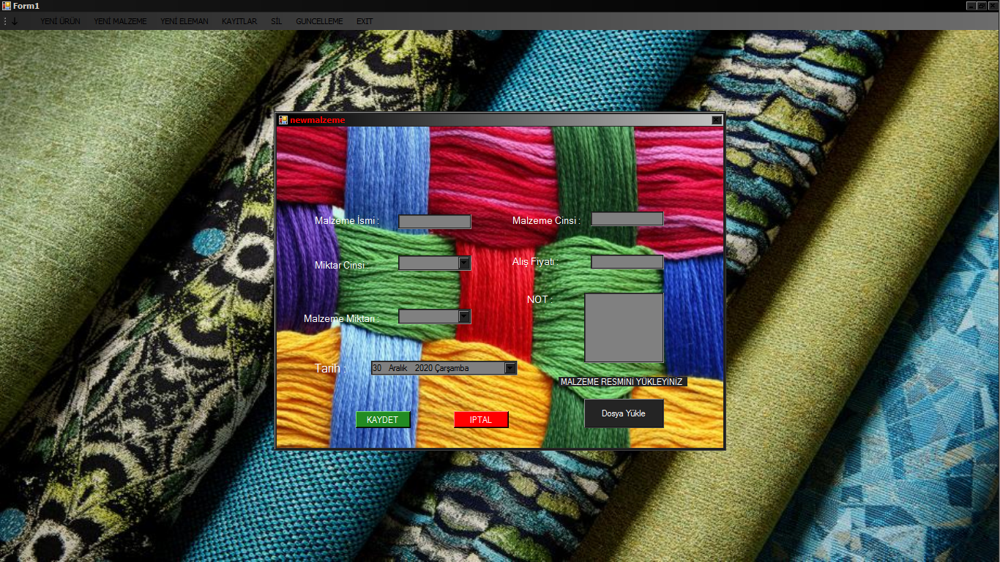 Form1
YENİ ÜRÜN YENİ MALZEME YENİ ELEMAN KAYITLAR SİL GUNCELLEME EXIT
newmalzeme
Malzeme İsmi : Malzeme Cinsi :
Miktar Cinsi : Alış Fiyatı :
NOT :
Malzeme Miktarı :
Tarih : 30 Aralık 2020 Çarşamba
MALZEME RESMİNİ YÜKLEYİNİZ
KAYDET IPTAL Dosya Yükle